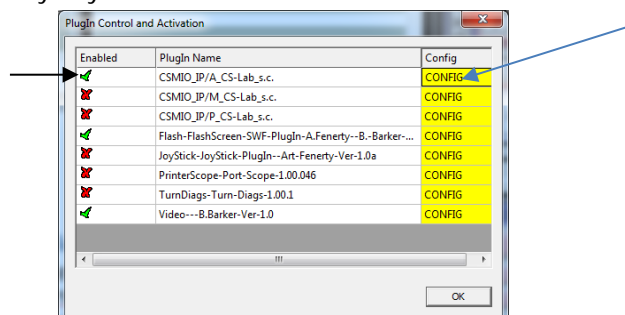 PlugIn Control and Activation
Enabled PlugIn Name Config
CSMIO_IP/A_CS-Lab_s.c. CONFIG
CSMIO_IP/M_CS-Lab_s.c. CONFIG
CSMIO_IP/P_CS-Lab_s.c. CONFIG
Flash-FlashScreen-SWF-PlugIn-A.Fenerty--B.-Barker-... CONFIG
JoyStick-JoyStick-PlugIn--Art-Fenerty-Ver-1.0a CONFIG
PrinterScope-Port-Scope-1.00.046 CONFIG
TurnDiags-Turn-Diags-1.00.1 CONFIG
Video---B.Barker-Ver-1.0 CONFIG
OK